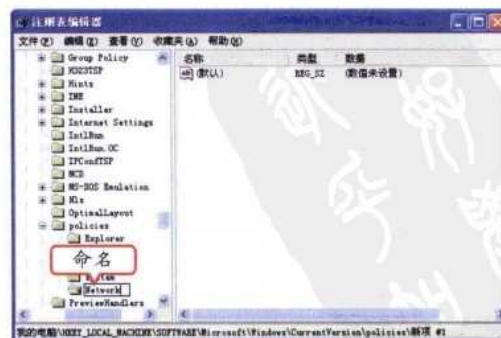 注册表编辑器
文件(F) 编辑(E) 查看(V) 收藏夹(A) 帮助(H)
Group Policy
H323TSP
Hints
IME
Installer
Internet Settings
IntlRun
IntlRun.OC
IPConfTSP
MCD
MS-DOS Emulation
Nls
OptimalLayout
policies
Explorer
命名
System
Network
PreviewHandlers
名称 类型 数据
ab (默认) REG_SZ (数值未设置)
我的电脑\HKEY_LOCAL_MACHINE\SOFTWARE\Microsoft\Windows\CurrentVersion\policies\新项 #1